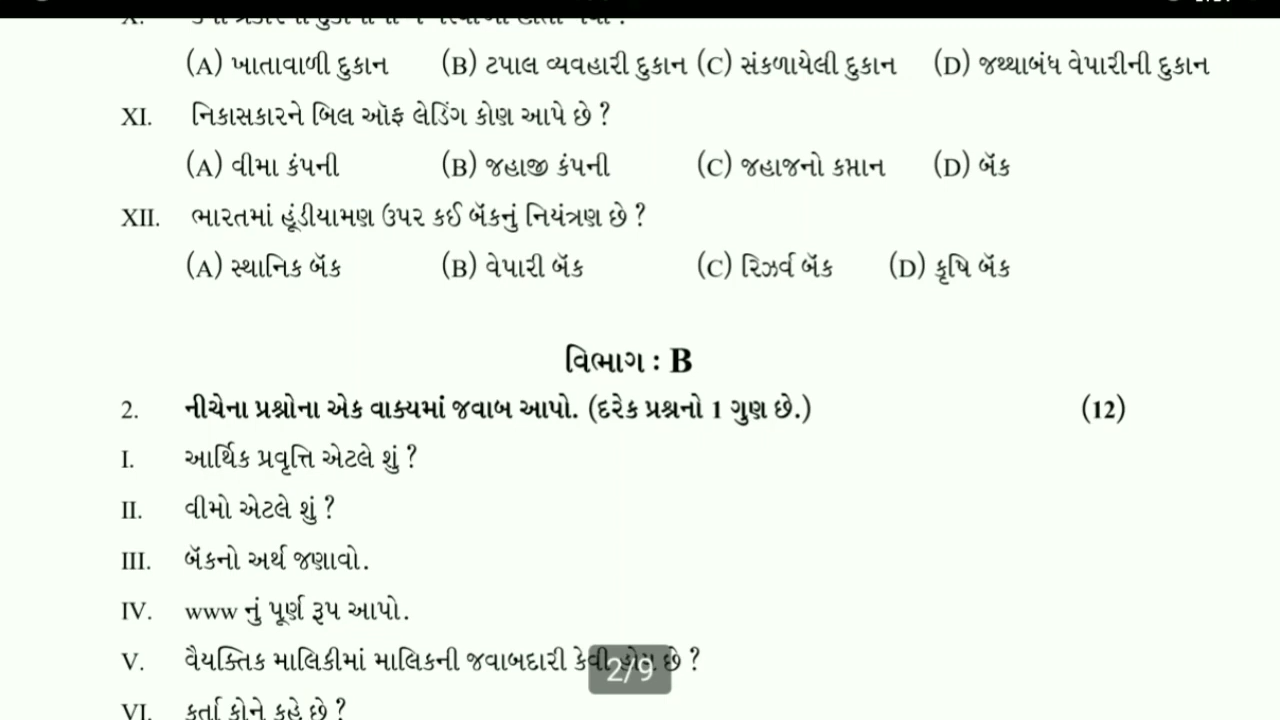 (A) ખાતાવાળી દુકાન (B) ટપાલ વ્યવહારી દુકાન (C) સંકળાયેલી દુકાન (D) જથ્થાબંધ વેપારીની દુકાન
XI. નિકાસકારને બિલ ઑફ લેડિંગ કોણ આપે છે ?
(A) વીમા કંપની (B) જહાજી કંપની (C) જહાજનો કપ્તાન (D) બૅંક
XII. ભારતમાં હૂંડીયામણ ઉપર કઈ બૅંકનું નિયંત્રણ છે ?
(A) સ્થાનિક બૅંક (B) વેપારી બૅંક (C) રિઝર્વ બૅંક (D) કૃષિ બૅંક
વિભાગ : B
2. નીચેના પ્રશ્નોના એક વાક્યમાં જવાબ આપો. (દરેક પ્રશ્નનો 1 ગુણ છે.) (12)
I. આર્થિક પ્રવૃત્તિ એટલે શું ?
II. વીમો એટલે શું ?
III. બૅંકનો અર્થ જણાવો.
IV. www નું પૂર્ણ રૂપ આપો.
V. વૈયક્તિક માલિકીમાં માલિકની જવાબદારી કેવી છે ?
2/9
VI. કર્તા કોને કહે છે ?